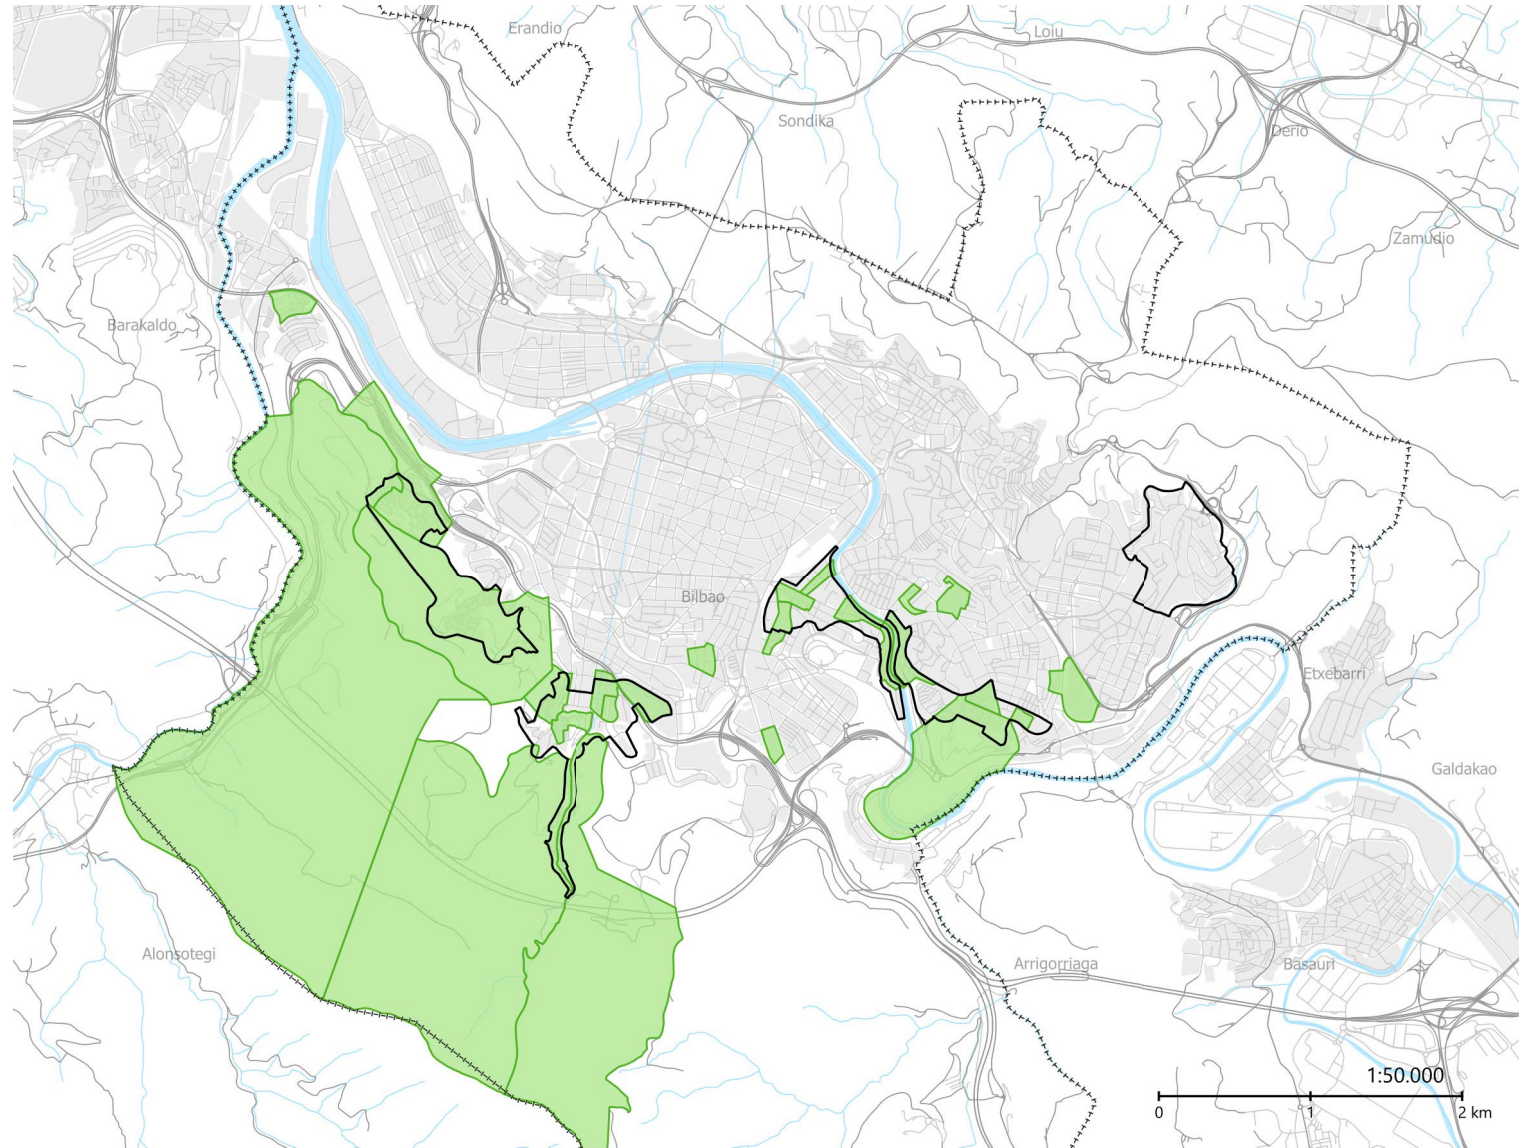 Erandio
Loiu
Sondika
Derio
Zamudio
Barakaldo
Bilbao
Etxebarri
Galdakao
Alonsotegi
Arrigorriaga
Basauri
1:50.000
0 1 2 km